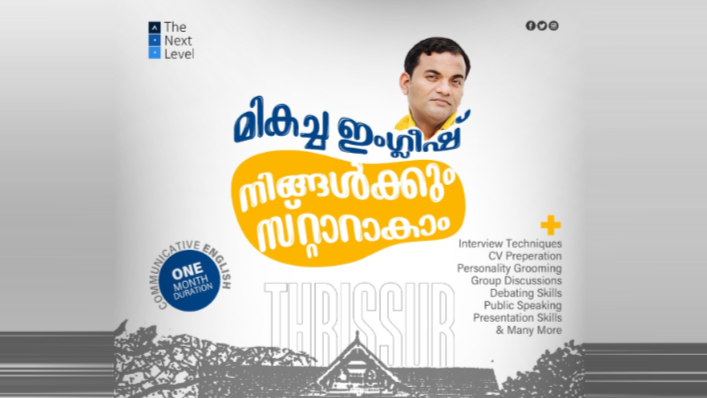 The
Next
Level
മികച്ച ഇംഗ്ലീഷ്
നിങ്ങൾക്കും
സ്റ്റാറാകാം
COMMUNICATIVE ENGLISH
ONE
MONTH
DURATION
+
Interview Techniques
CV Preperation
Personality Grooming
Group Discussions
Debating Skills
Public Speaking
Presentation Skills
& Many More
THRISSUR